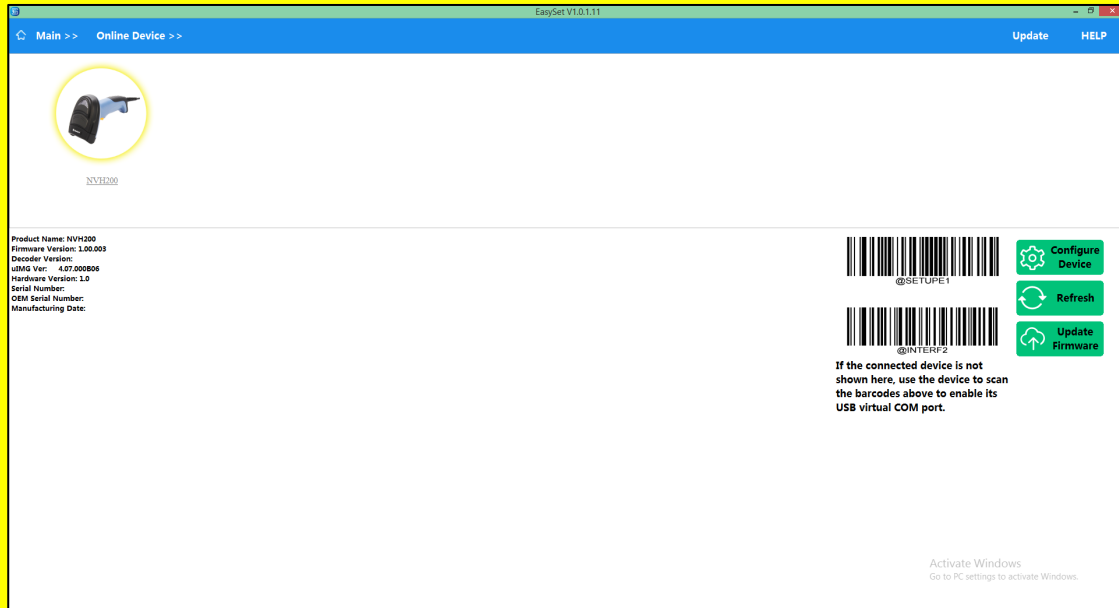 EasySet V1.0.1.11
Main >> Online Device >> Update HELP
NVH200
Product Name: NVH200
Firmware Version: 1.00.003
Decoder Version:
uIMG Ver: 4.07.000B06
Hardware Version: 1.0
Serial Number:
OEM Serial Number:
Manufacturing Date:
@SETUPE1
@INTERF2
If the connected device is not
shown here, use the device to scan
the barcodes above to enable its
USB virtual COM port.
Configure
Device
Refresh
Update
Firmware
Activate Windows
Go to PC settings to activate Windows.